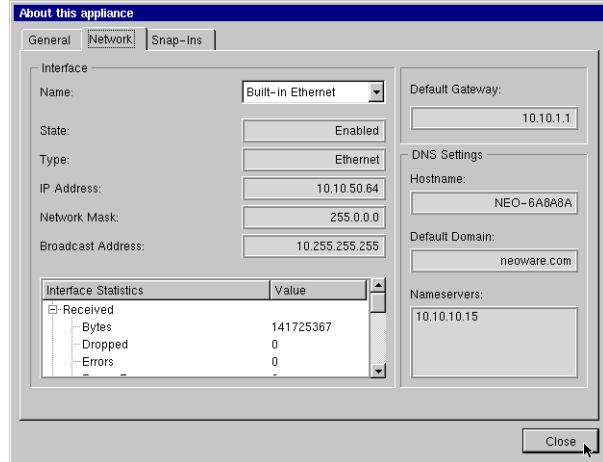 About this appliance
General Network Snap-Ins
Interface
Name: Built-in Ethernet
State: Enabled
Type: Ethernet
IP Address: 10.10.50.64
Network Mask: 255.0.0.0
Broadcast Address: 10.255.255.255
Interface Statistics Value
Received
Bytes 141725367
Dropped 0
Errors 0
Default Gateway:
10.10.1.1
DNS Settings
Hostname:
NEO-6A8A8A
Default Domain:
neoware.com
Nameservers:
10.10.10.15
Close